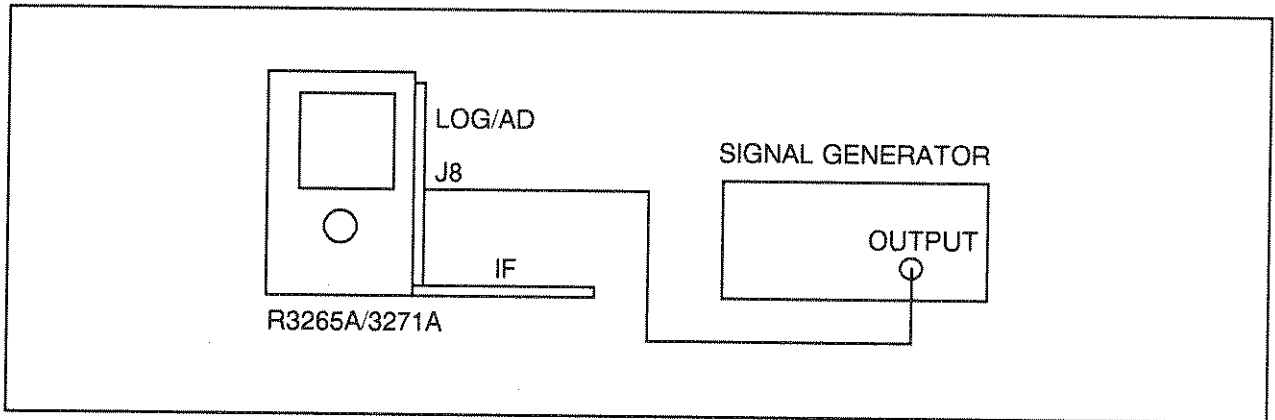 LOG/AD
J8
IF
R3265A/3271A
SIGNAL GENERATOR
OUTPUT